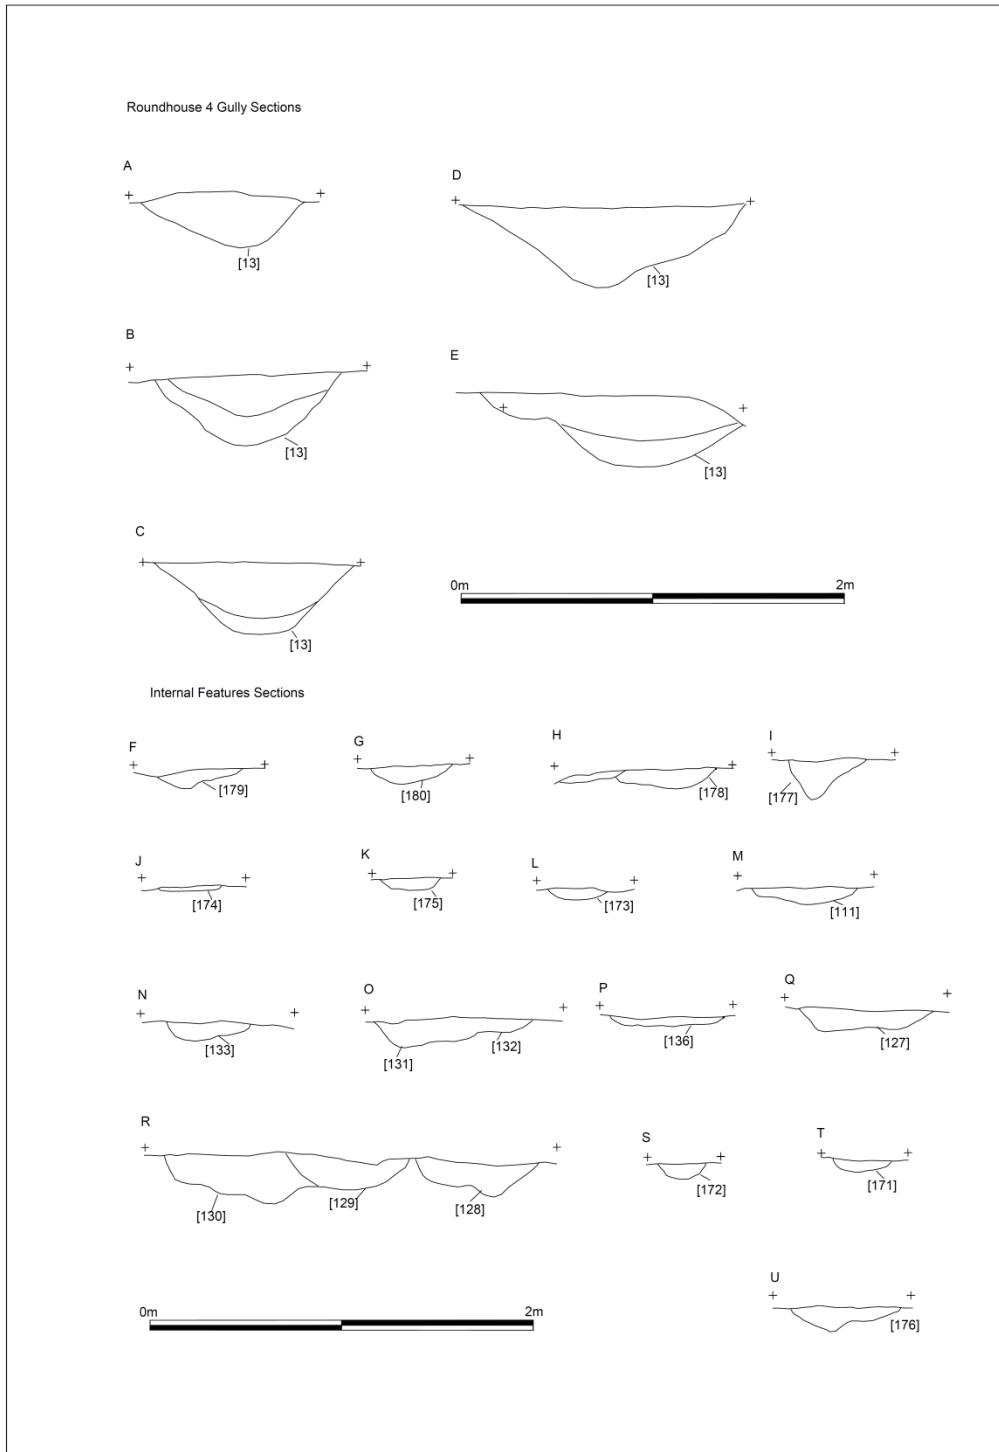 Roundhouse 4 Gully Sections
A
D
[13]
[13]
B
E
[13]
[13]
C
0m 2m
[13]
Internal Features Sections
F G H I
[179] [180] [178] [177]
J K L M
[174] [175] [173] [111]
N O P Q
[133] [131] [132] [136] [127]
R S T
[130] [129] [128] [172] [171]
U
0m 2m
[176]